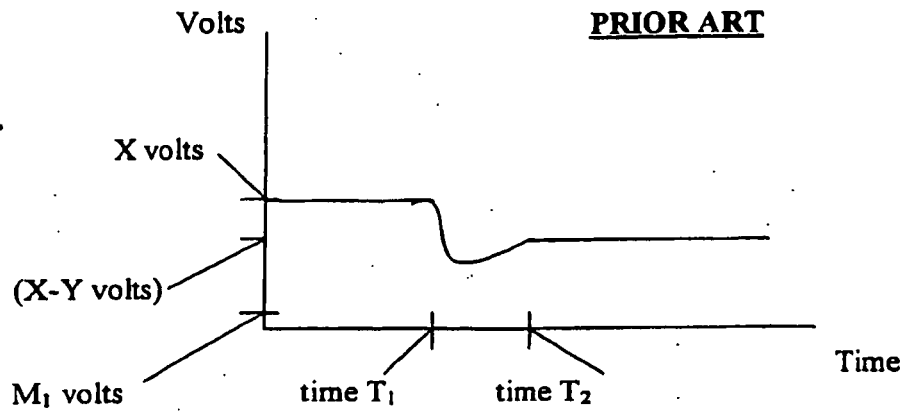 Volts
PRIOR ART
X volts
(X-Y volts)
M₁ volts
time T₁
time T₂
Time